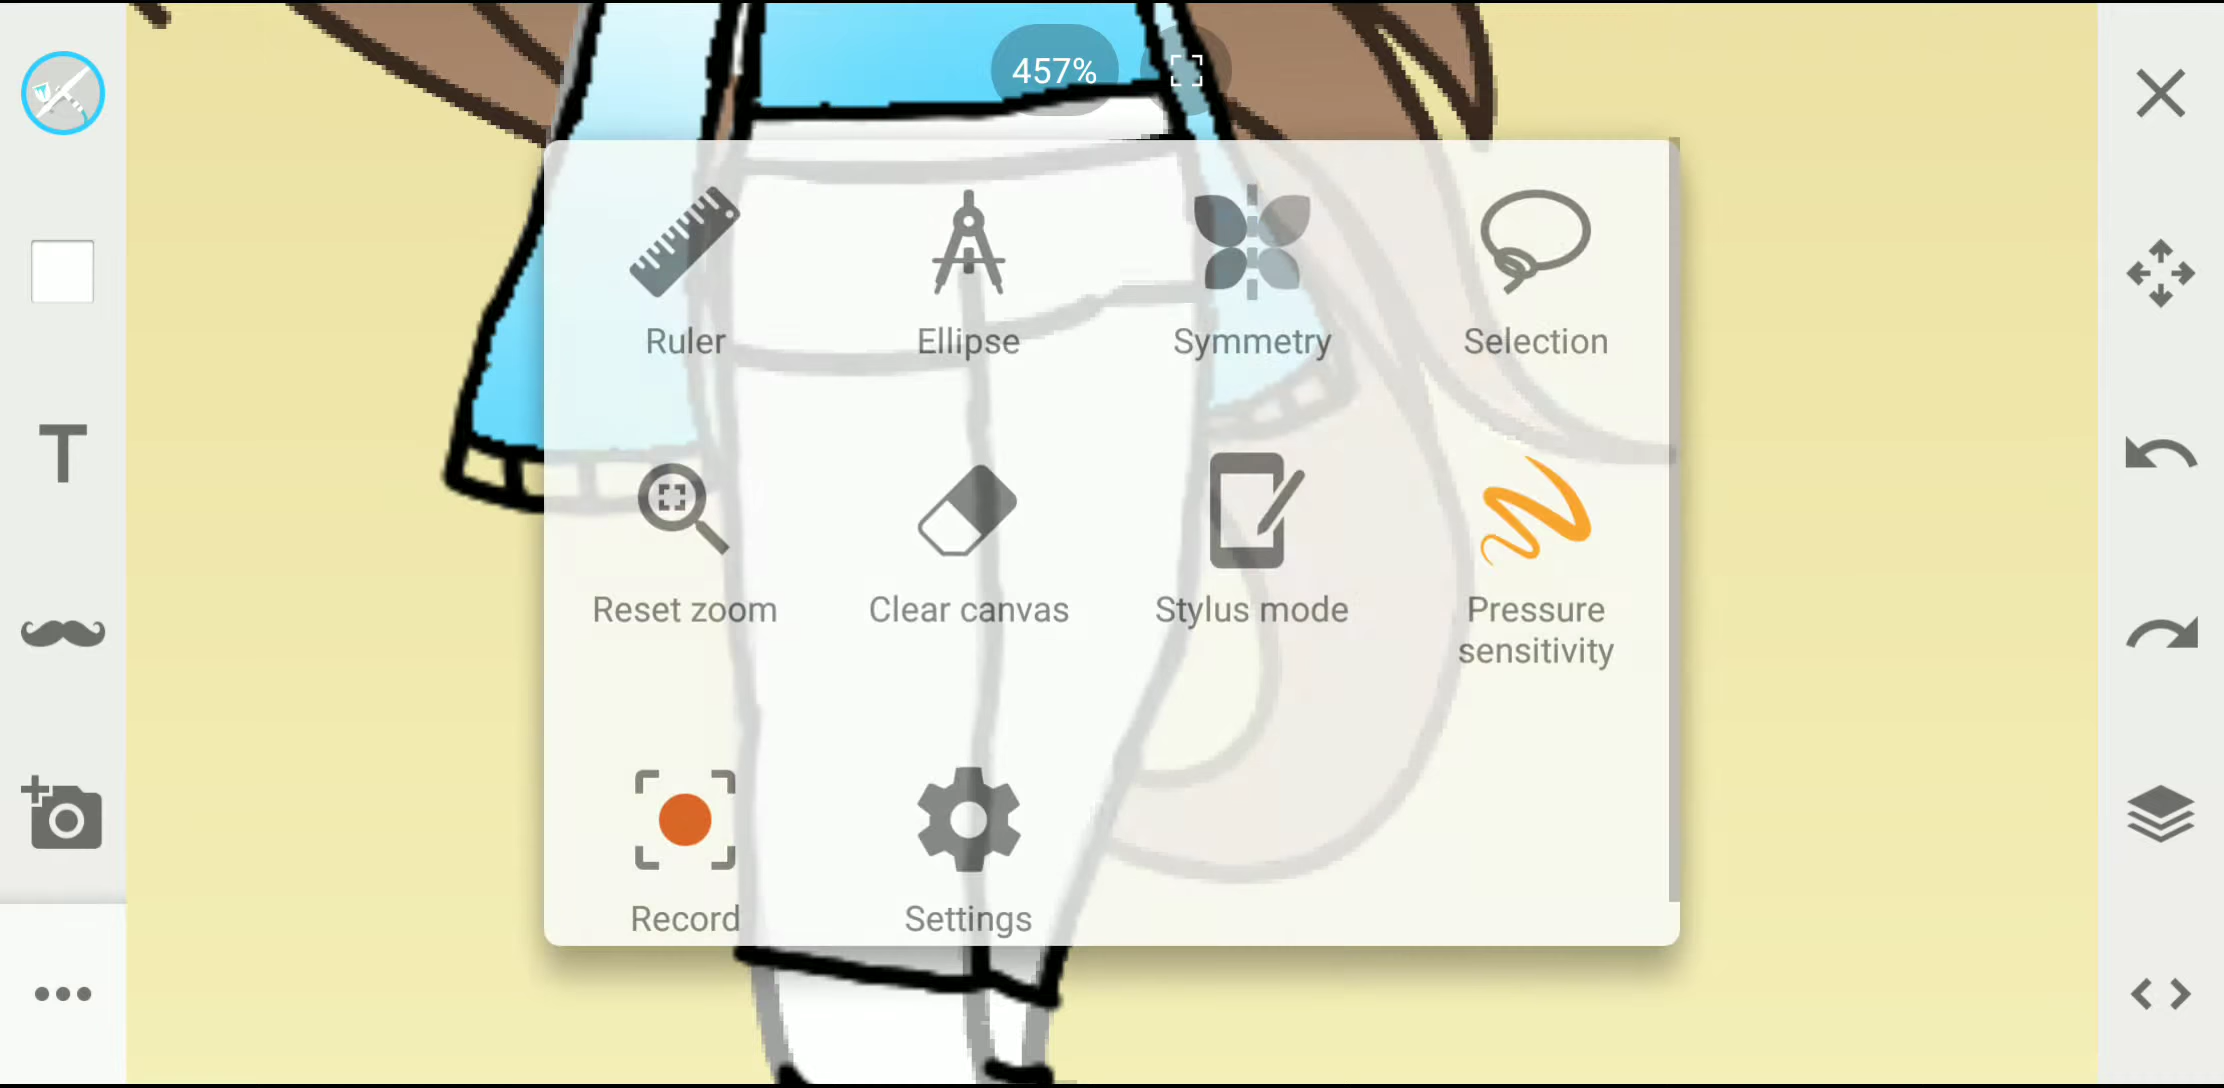 457%
Ruler
Ellipse
Symmetry
Selection
Reset zoom
Clear canvas
Stylus mode
Pressure
sensitivity
Record
Settings
T